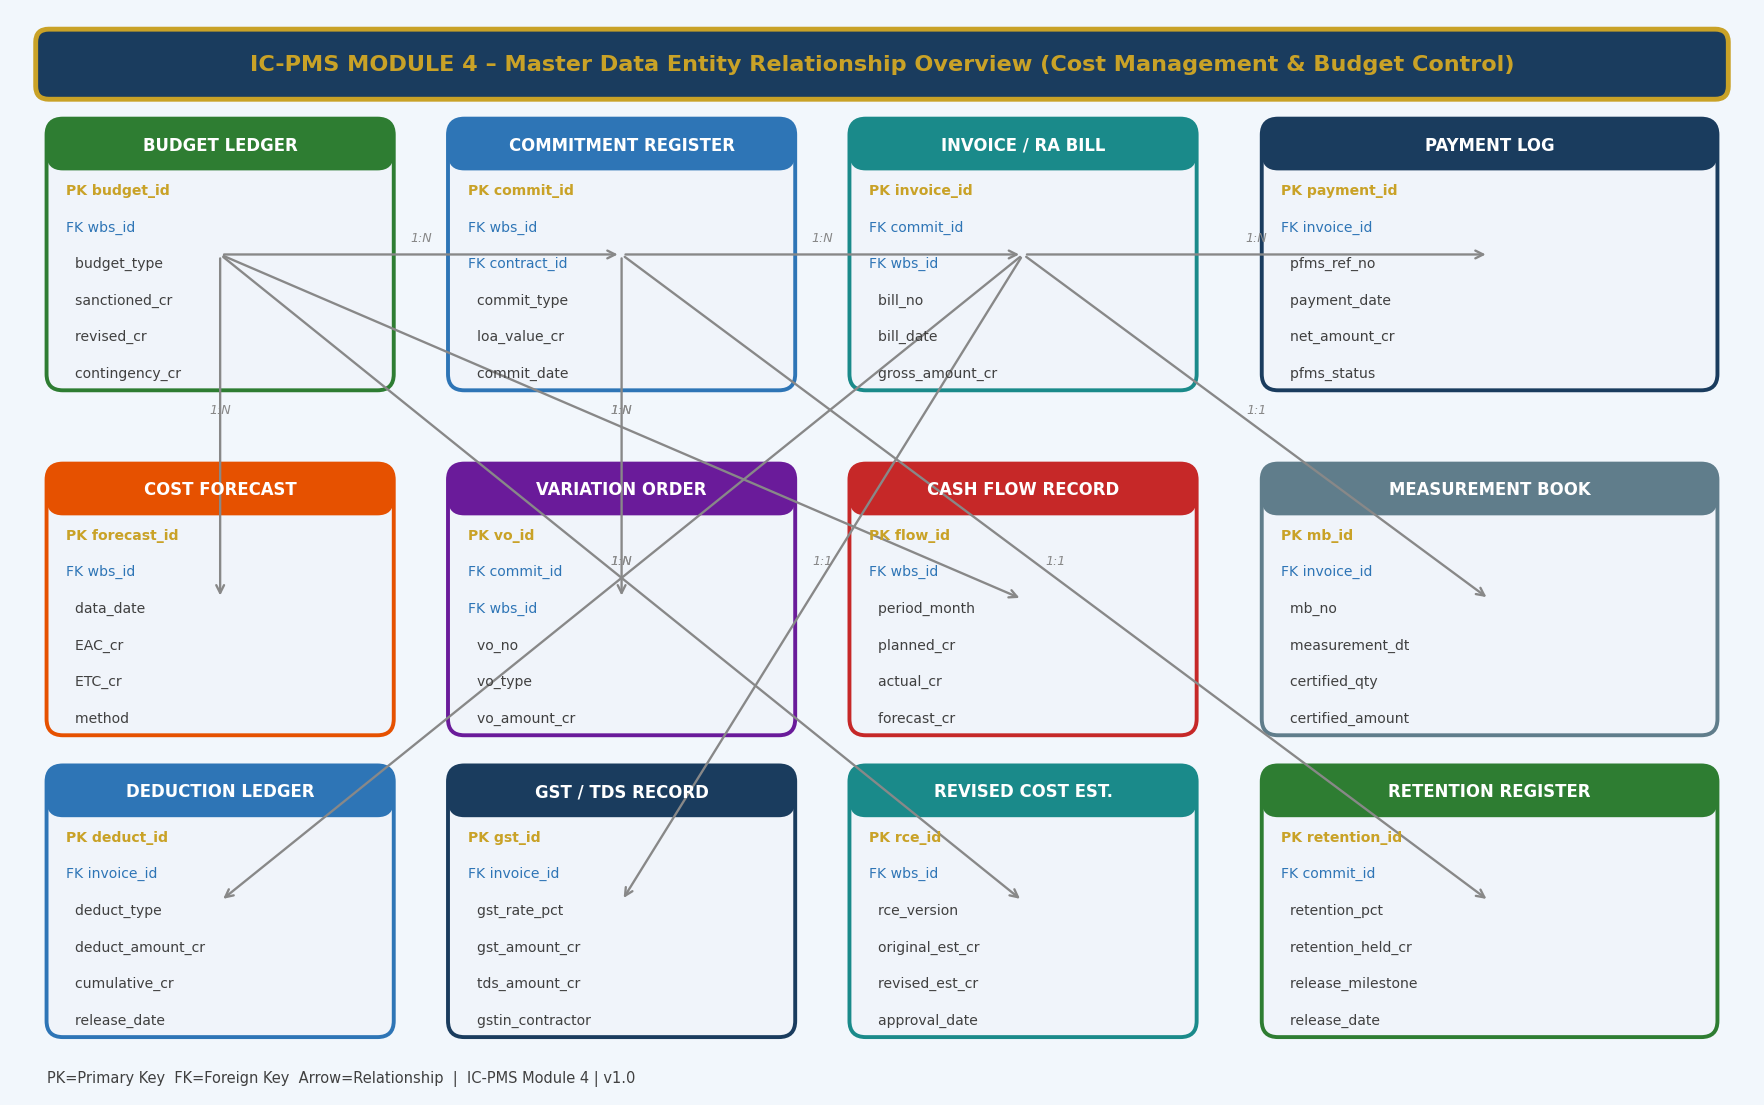 IC-PMS MODULE 4 – Master Data Entity Relationship Overview (Cost Management & Budget Control)
BUDGET LEDGER
PK budget_id
FK wbs_id
budget_type
sanctioned_cr
revised_cr
contingency_cr
COMMITMENT REGISTER
PK commit_id
FK wbs_id
FK contract_id
commit_type
loa_value_cr
commit_date
INVOICE / RA BILL
PK invoice_id
FK commit_id
FK wbs_id
bill_no
bill_date
gross_amount_cr
PAYMENT LOG
PK payment_id
FK invoice_id
pfms_ref_no
payment_date
net_amount_cr
pfms_status
1:N
1:N
1:N
1:N
1:N
1:1
COST FORECAST
PK forecast_id
FK wbs_id
data_date
EAC_cr
ETC_cr
method
VARIATION ORDER
PK vo_id
FK commit_id
FK wbs_id
vo_no
vo_type
vo_amount_cr
CASH FLOW RECORD
PK flow_id
FK wbs_id
period_month
planned_cr
actual_cr
forecast_cr
MEASUREMENT BOOK
PK mb_id
FK invoice_id
mb_no
measurement_dt
certified_qty
certified_amount
1:N
1:1
1:1
DEDUCTION LEDGER
PK deduct_id
FK invoice_id
deduct_type
deduct_amount_cr
cumulative_cr
release_date
GST / TDS RECORD
PK gst_id
FK invoice_id
gst_rate_pct
gst_amount_cr
tds_amount_cr
gstin_contractor
REVISED COST EST.
PK rce_id
FK wbs_id
rce_version
original_est_cr
revised_est_cr
approval_date
RETENTION REGISTER
PK retention_id
FK commit_id
retention_pct
retention_held_cr
release_milestone
release_date
PK=Primary Key  FK=Foreign Key  Arrow=Relationship  |  IC-PMS Module 4 | v1.0